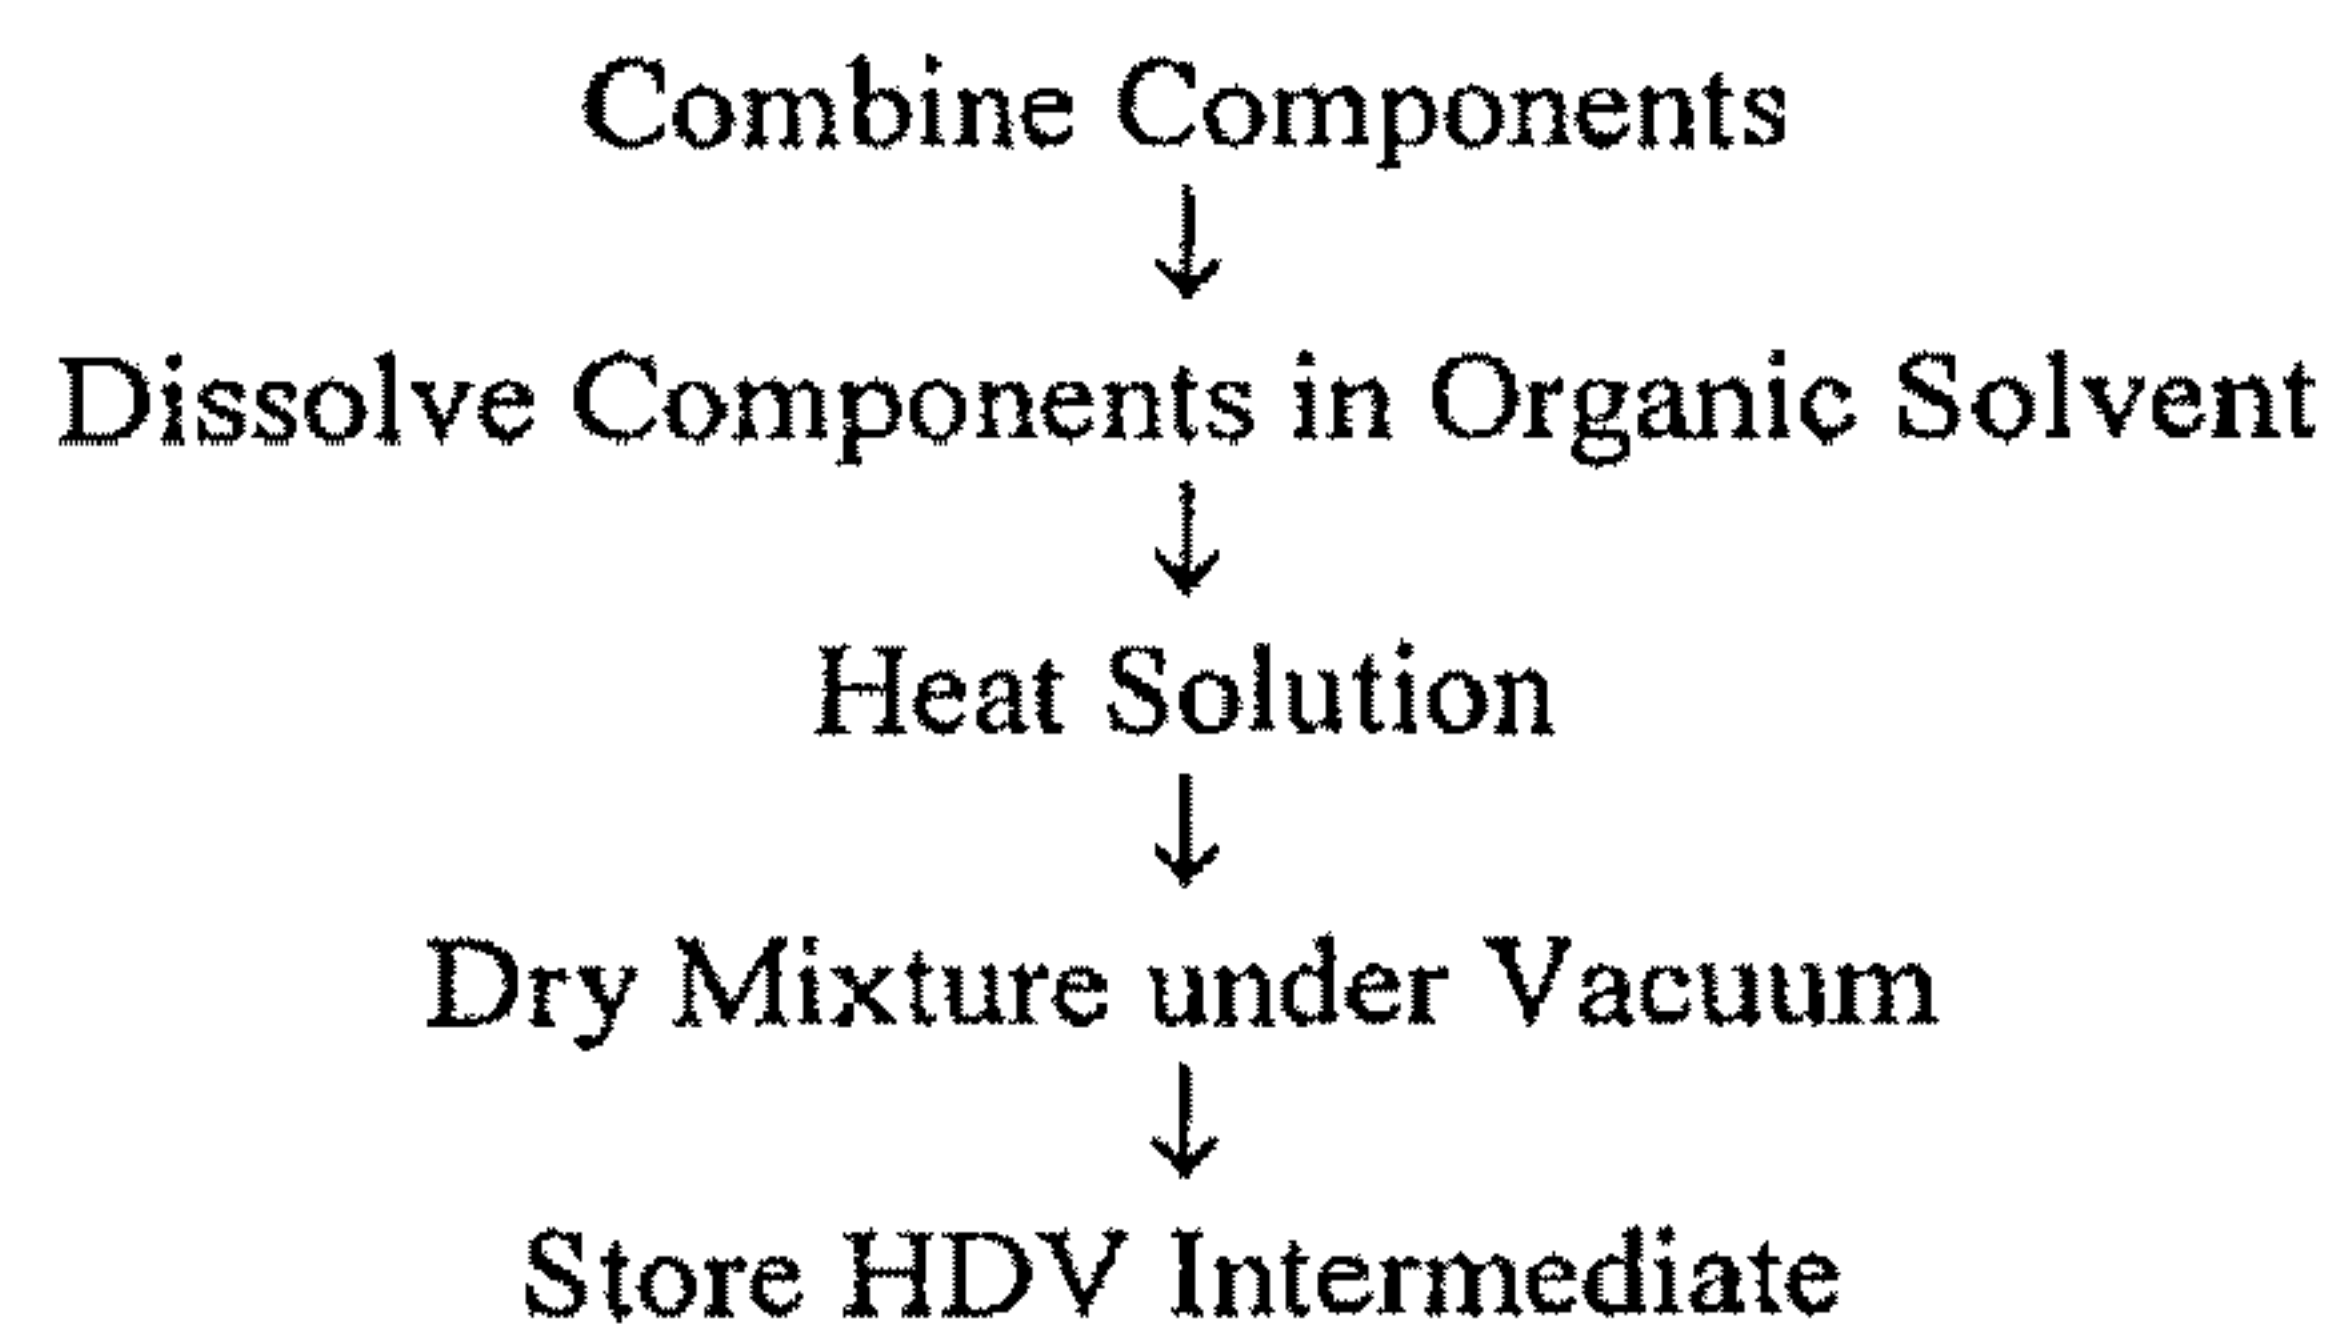 Combine Components
↓
Dissolve Components in Organic Solvent
↓
Heat Solution
↓
Dry Mixture under Vacuum
↓
Store HDV Intermediate